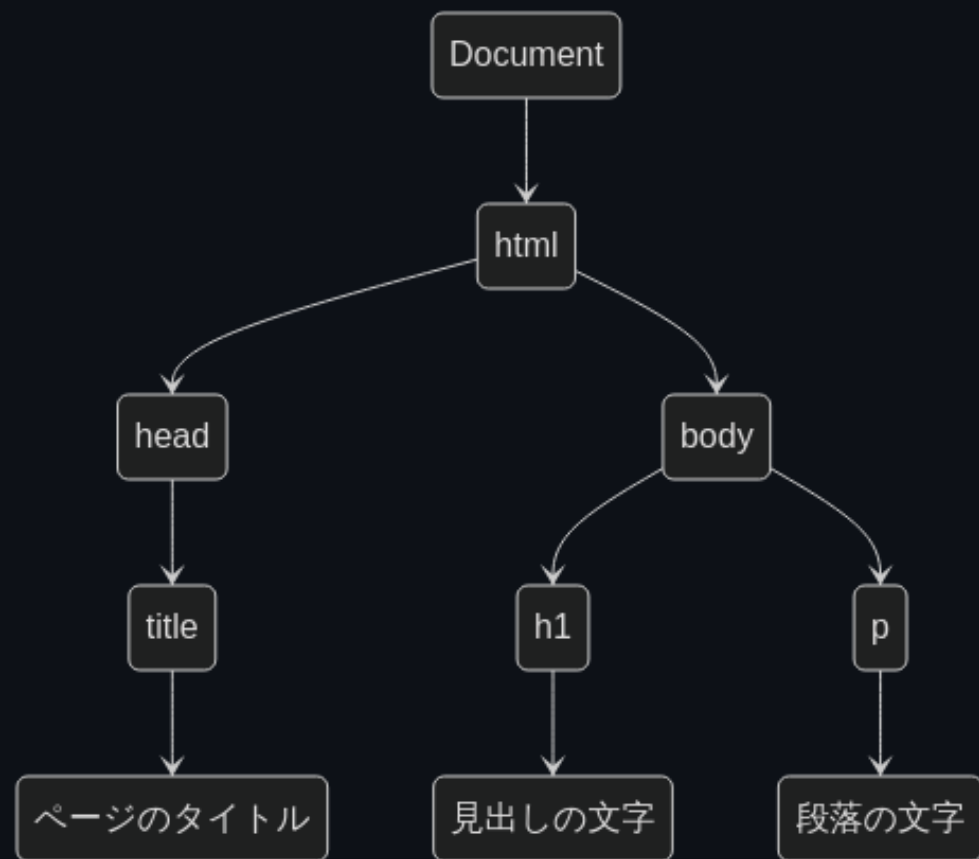 Document
html
head
body
title
h1
p
ページのタイトル
見出しの文字
段落の文字